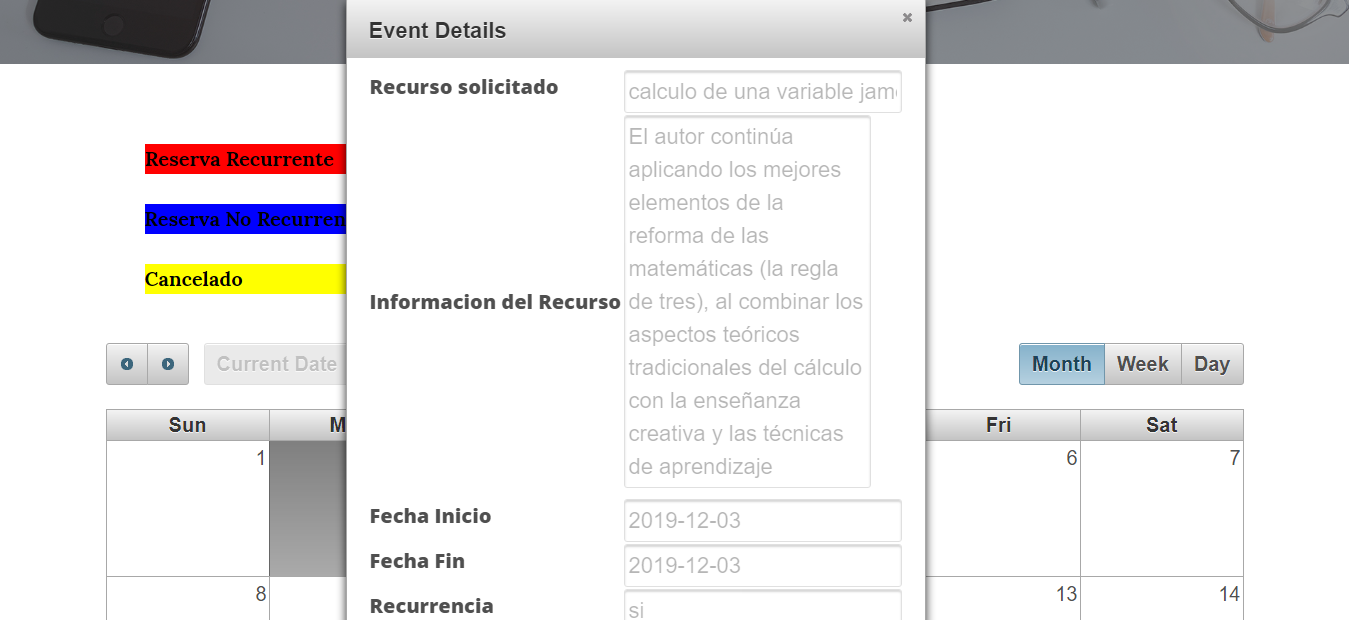 Event Details
Recurso solicitado
calculo de una variable
El autor continúa
aplicando los mejores
elementos de la
reforma de las
matemáticas (la regla
de tres), al combinar los
aspectos teóricos
tradicionales del cálculo
con la enseñanza
creativa y las técnicas
de aprendizaje
Informacion del Recurso
Fecha Inicio
2019-12-03
Fecha Fin
2019-12-03
Recurrencia
si
Reserva Recurrente
Reserva No
Cancelado
Current Date
Month Week Day
Sun Fri Sat
1 6 7
8 13 14